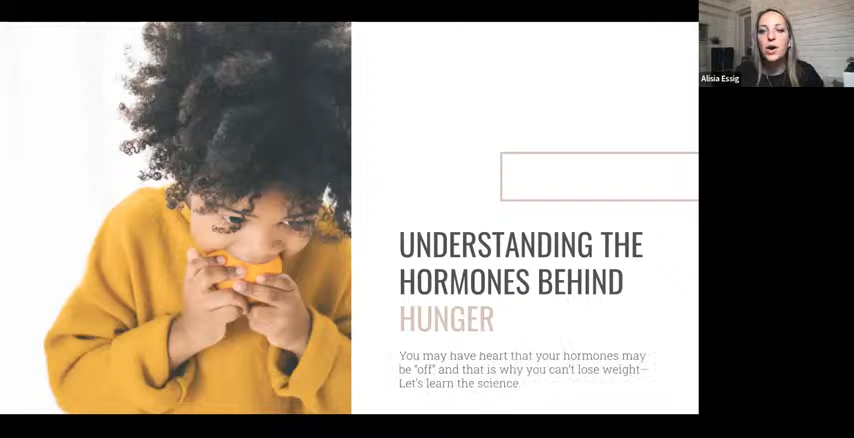 Alisia Essig
UNDERSTANDING THE
HORMONES BEHIND
HUNGER
You may have heart that your hormones may
be "off" and that is why you can't lose weight—
Let's learn the science.